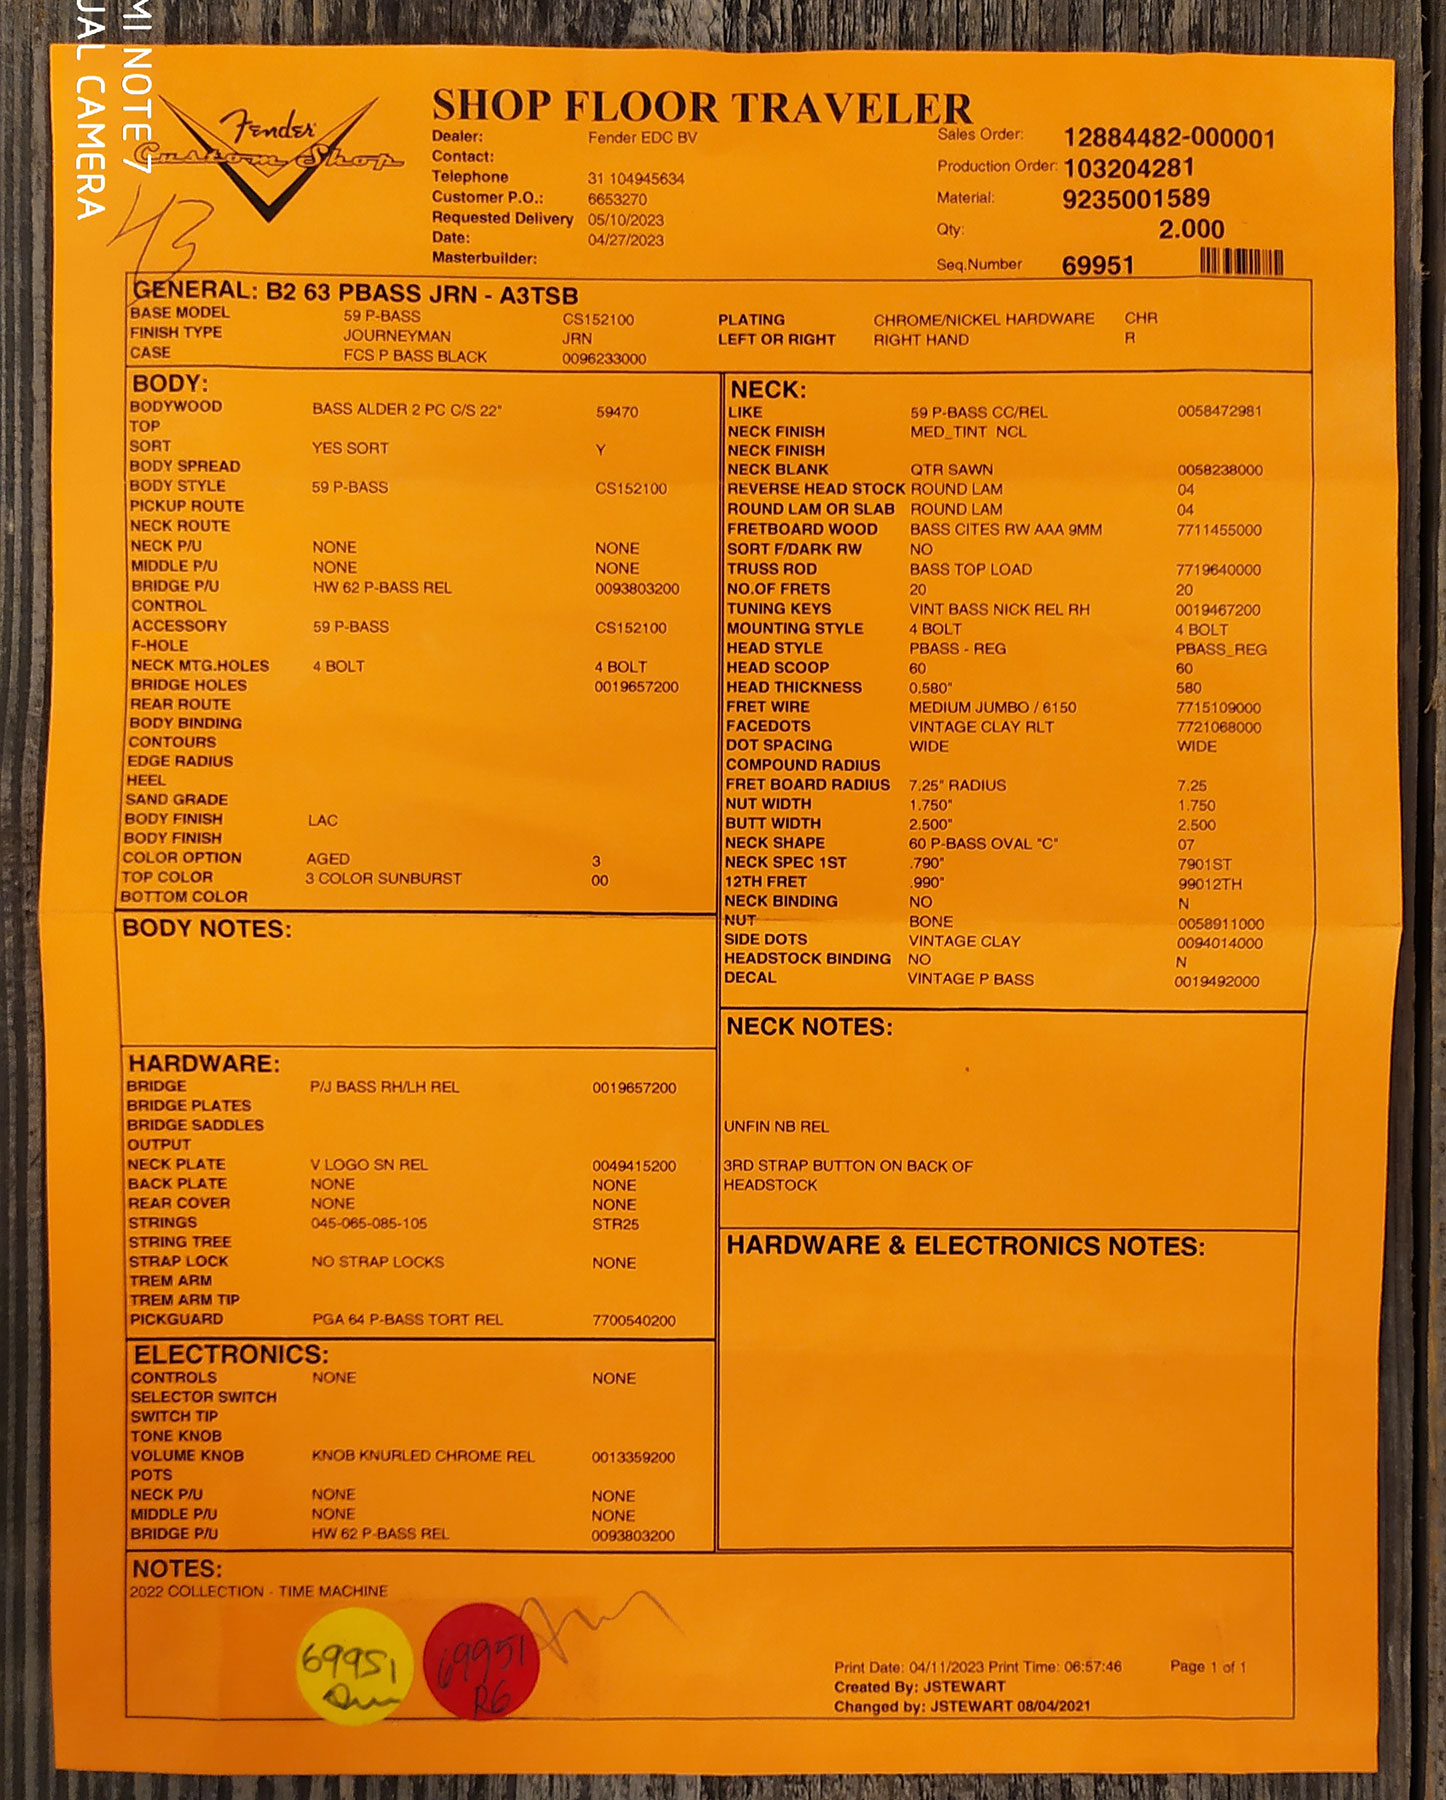 MI NOTE 7
UAL CAMERA
Fender
Custom Shop
43
SHOP FLOOR TRAVELER
Dealer: Fender EDC BV
Contact:
Telephone 31 104945634
Customer P.O.: 6653270
Requested Delivery 05/10/2023
Date: 04/27/2023
Masterbuilder:
Sales Order: 12884482-000001
Production Order: 103204281
Material: 9235001589
Qty: 2.000
Seq.Number 69951
GENERAL: B2 63 PBASS JRN - A3TSB
BASE MODEL 59 P-BASS CS152100
FINISH TYPE JOURNEYMAN JRN
CASE FCS P BASS BLACK 0096233000
PLATING CHROME/NICKEL HARDWARE CHR
LEFT OR RIGHT RIGHT HAND R
BODY:
BODYWOOD BASS ALDER 2 PC C/S 22" 59470
TOP
SORT YES SORT Y
BODY SPREAD
BODY STYLE 59 P-BASS CS152100
PICKUP ROUTE
NECK ROUTE
NECK P/U NONE NONE
MIDDLE P/U NONE NONE
BRIDGE P/U HW 62 P-BASS REL 0093803200
CONTROL
ACCESSORY 59 P-BASS CS152100
F-HOLE
NECK MTG.HOLES 4 BOLT 4 BOLT
BRIDGE HOLES 0019657200
REAR ROUTE
BODY BINDING
CONTOURS
EDGE RADIUS
HEEL
SAND GRADE
BODY FINISH LAC
BODY FINISH
COLOR OPTION AGED 3
TOP COLOR 3 COLOR SUNBURST 00
BOTTOM COLOR
BODY NOTES:
HARDWARE:
BRIDGE P/J BASS RH/LH REL 0019657200
BRIDGE PLATES
BRIDGE SADDLES
OUTPUT
NECK PLATE V LOGO SN REL 0049415200
BACK PLATE NONE NONE
REAR COVER NONE NONE
STRINGS 045-065-085-105 STR25
STRING TREE
STRAP LOCK NO STRAP LOCKS NONE
TREM ARM
TREM ARM TIP
PICKGUARD PGA 64 P-BASS TORT REL 7700540200
ELECTRONICS:
CONTROLS NONE NONE
SELECTOR SWITCH
SWITCH TIP
TONE KNOB
VOLUME KNOB KNOB KNURLED CHROME REL 0013359200
POTS
NECK P/U NONE NONE
MIDDLE P/U NONE NONE
BRIDGE P/U HW 62 P-BASS REL 0093803200
NECK:
LIKE 59 P-BASS CC/REL 0058472981
NECK FINISH MED_TINT NCL
NECK FINISH
NECK BLANK QTR SAWN 0058238000
REVERSE HEAD STOCK ROUND LAM 04
ROUND LAM OR SLAB ROUND LAM 04
FRETBOARD WOOD BASS CITES RW AAA 9MM 7711455000
SORT F/DARK RW NO
TRUSS ROD BASS TOP LOAD 7719640000
NO.OF FRETS 20 20
TUNING KEYS VINT BASS NICK REL RH 0019467200
MOUNTING STYLE 4 BOLT 4 BOLT
HEAD STYLE PBASS - REG PBASS_REG
HEAD SCOOP 60 60
HEAD THICKNESS 0.580" 580
FRET WIRE MEDIUM JUMBO / 6150 7715109000
FACEDOTS VINTAGE CLAY RLT 7721068000
DOT SPACING WIDE WIDE
COMPOUND RADIUS
FRET BOARD RADIUS 7.25" RADIUS 7.25
NUT WIDTH 1.750" 1.750
BUTT WIDTH 2.500" 2.500
NECK SHAPE 60 P-BASS OVAL "C" 07
NECK SPEC 1ST .790" 7901ST
12TH FRET .990" 99012TH
NECK BINDING NO N
NUT BONE 0058911000
SIDE DOTS VINTAGE CLAY 0094014000
HEADSTOCK BINDING NO N
DECAL VINTAGE P BASS 0019492000
NECK NOTES:
UNFIN NB REL
3RD STRAP BUTTON ON BACK OF
HEADSTOCK
HARDWARE & ELECTRONICS NOTES:
NOTES:
2022 COLLECTION - TIME MACHINE
69951
69951
R6
Print Date: 04/11/2023 Print Time: 06:57:46 Page 1 of 1
Created By: JSTEWART
Changed by: JSTEWART 08/04/2021